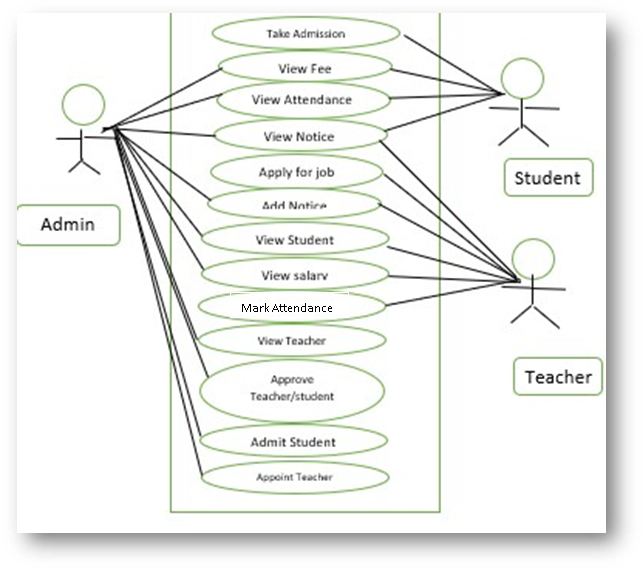 Take Admission
View Fee
View Attendance
View Notice
Apply for job
Add Notice
View Student
View salary
Mark Attendance
View Teacher
Approve
Teacher/student
Admit Student
Appoint Teacher
Admin
Student
Teacher